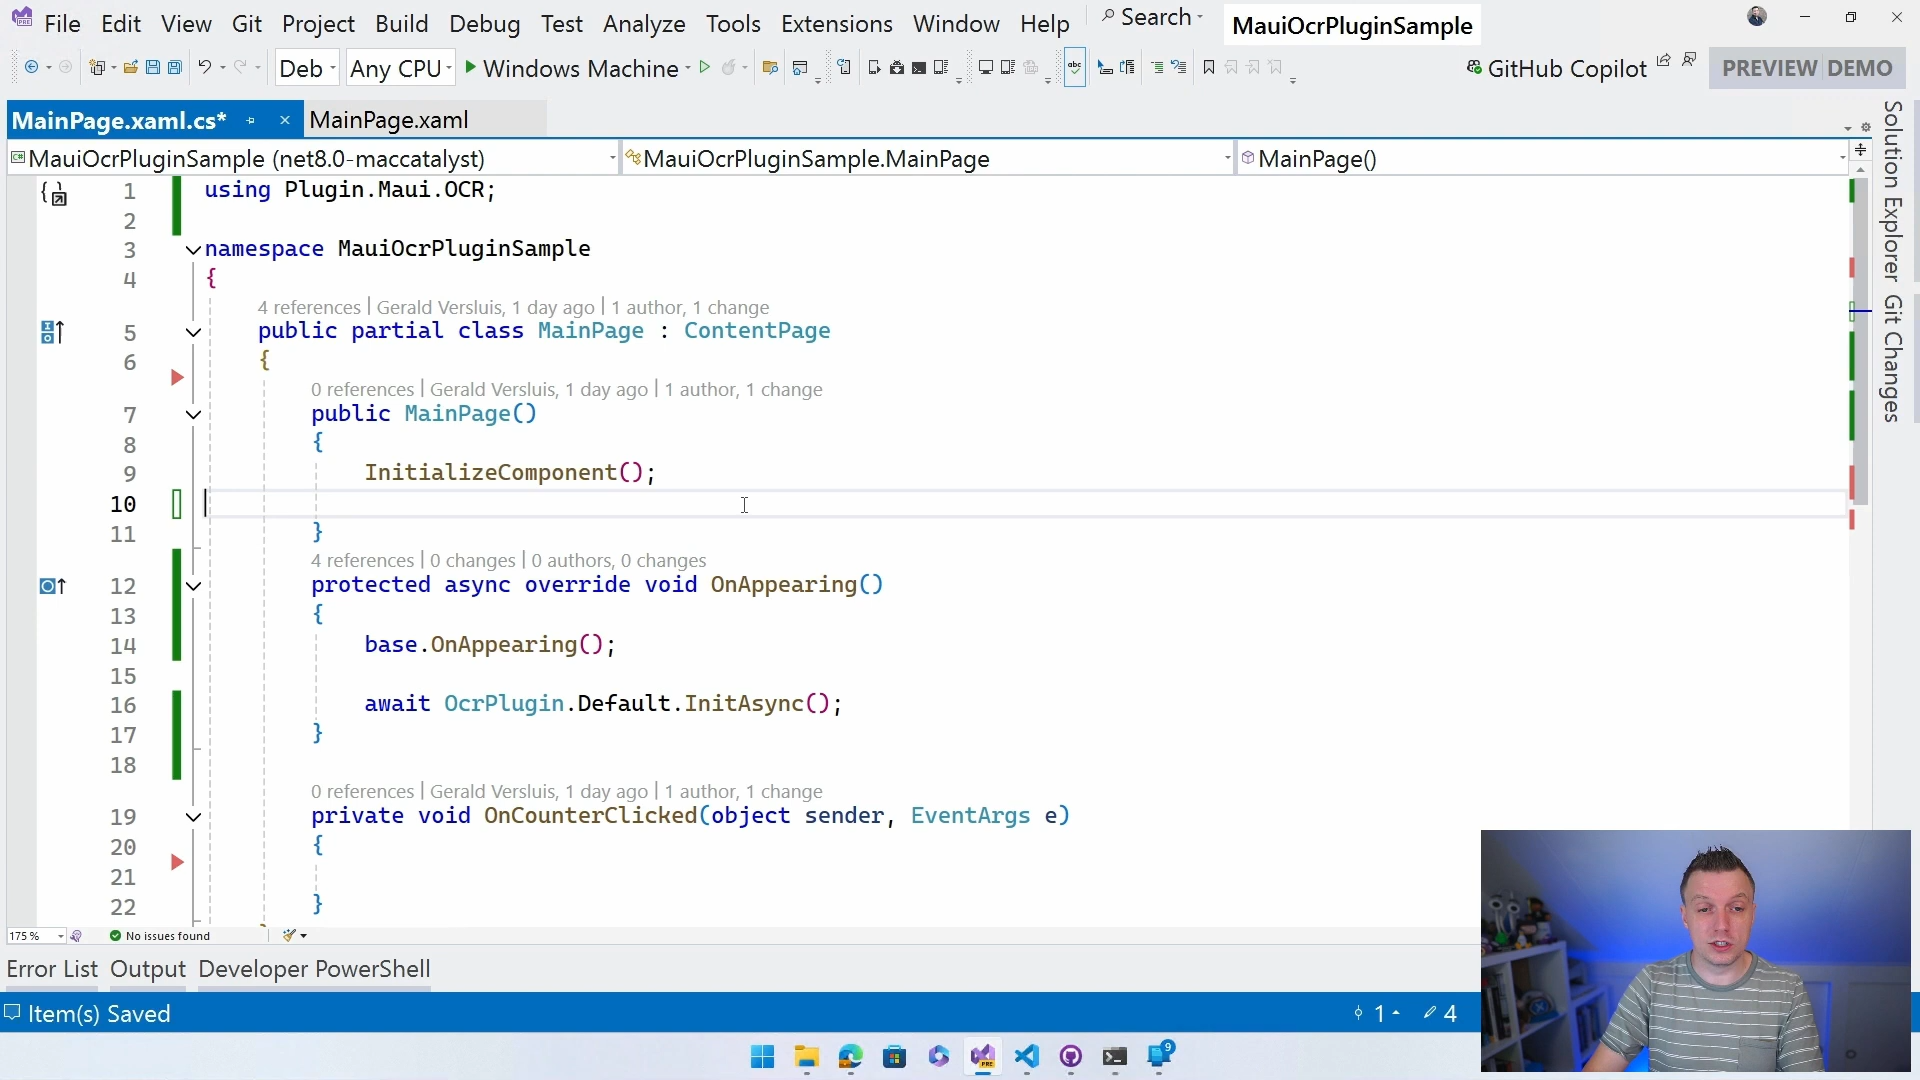 File Edit View Git Project Build Debug Test Analyze Tools Extensions Window Help Search MauiOcrPluginSample
Deb Any CPU Windows Machine GitHub Copilot PREVIEW DEMO
MainPage.xaml.cs* MainPage.xaml
MauiOcrPluginSample (net8.0-maccatalyst) MauiOcrPluginSample.MainPage MainPage()
1 using Plugin.Maui.OCR;
2
3 namespace MauiOcrPluginSample
4 {
4 references | Gerald Versluis, 1 day ago | 1 author, 1 change
5 public partial class MainPage : ContentPage
6 {
0 references | Gerald Versluis, 1 day ago | 1 author, 1 change
7 public MainPage()
8 {
9 InitializeComponent();
10
11 }
4 references | 0 changes | 0 authors, 0 changes
12 protected async override void OnAppearing()
13 {
14 base.OnAppearing();
15
16 await OcrPlugin.Default.InitAsync();
17 }
18
0 references | Gerald Versluis, 1 day ago | 1 author, 1 change
19 private void OnCounterClicked(object sender, EventArgs e)
20 {
21
22 }
175 % No issues found
Error List Output Developer PowerShell
Item(s) Saved 1 4
Solution Explorer
Git Changes
abc
PRE
9